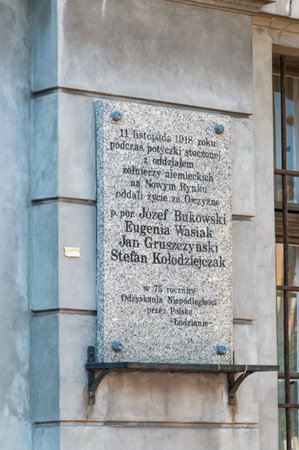 11 listopada 1918 roku
podczas potyczki stoczonej
z oddziałem
żołnierzy niemieckich
na Nowym Rynku
oddali życie za Ojczyznę
p. por. Józef Bukowski
Eugenia Wasiak
Jan Gruszczyński
Stefan Kołodziejczak
w 75 rocznicę
Odzyskania Niepodległości
przez Polskę
-Łodzianie-